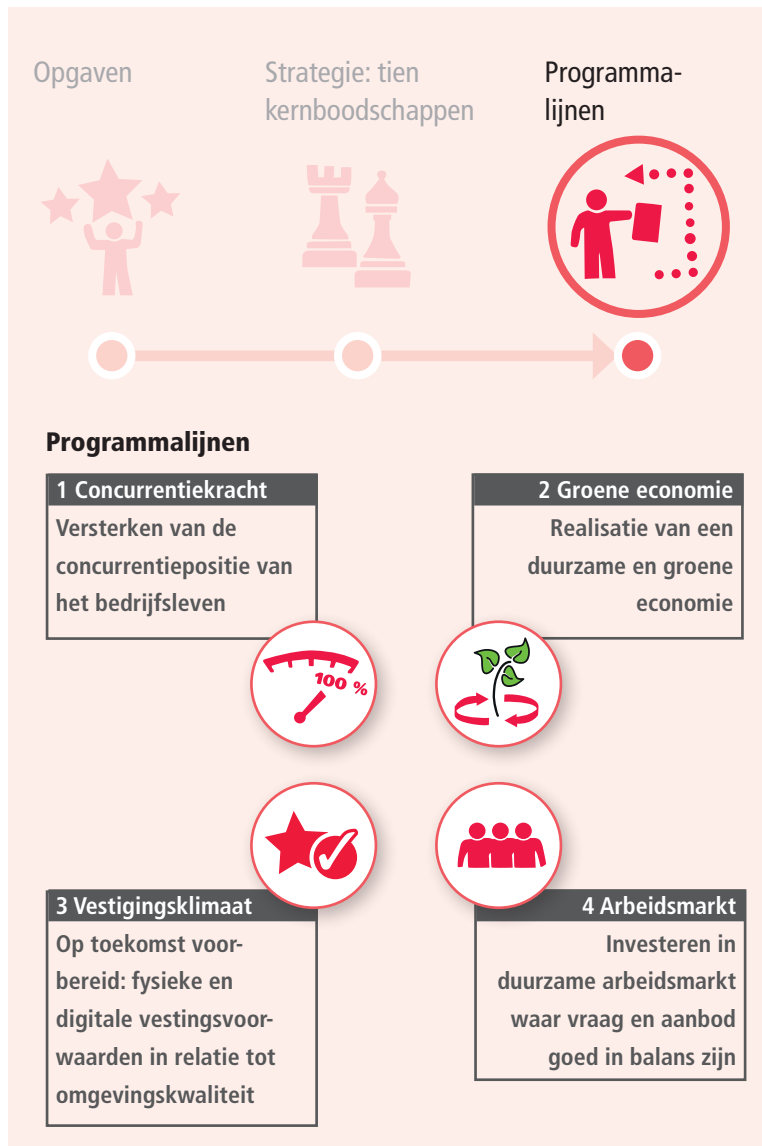 Opgaven
Strategie: tien
kernboodschappen
Programma-
lijnen
Programmalijnen
1 Concurrentiekracht
Versterken van de
concurrentiepositie van
het bedrijfsleven
2 Groene economie
Realisatie van een
duurzame en groene
economie
100 %
3 Vestigingsklimaat
Op toekomst voor-
bereid: fysieke en
digitale vestingsvoor-
waarden in relatie tot
omgevingskwaliteit
4 Arbeidsmarkt
Investeren in
duurzame arbeidsmarkt
waar vraag en aanbod
goed in balans zijn